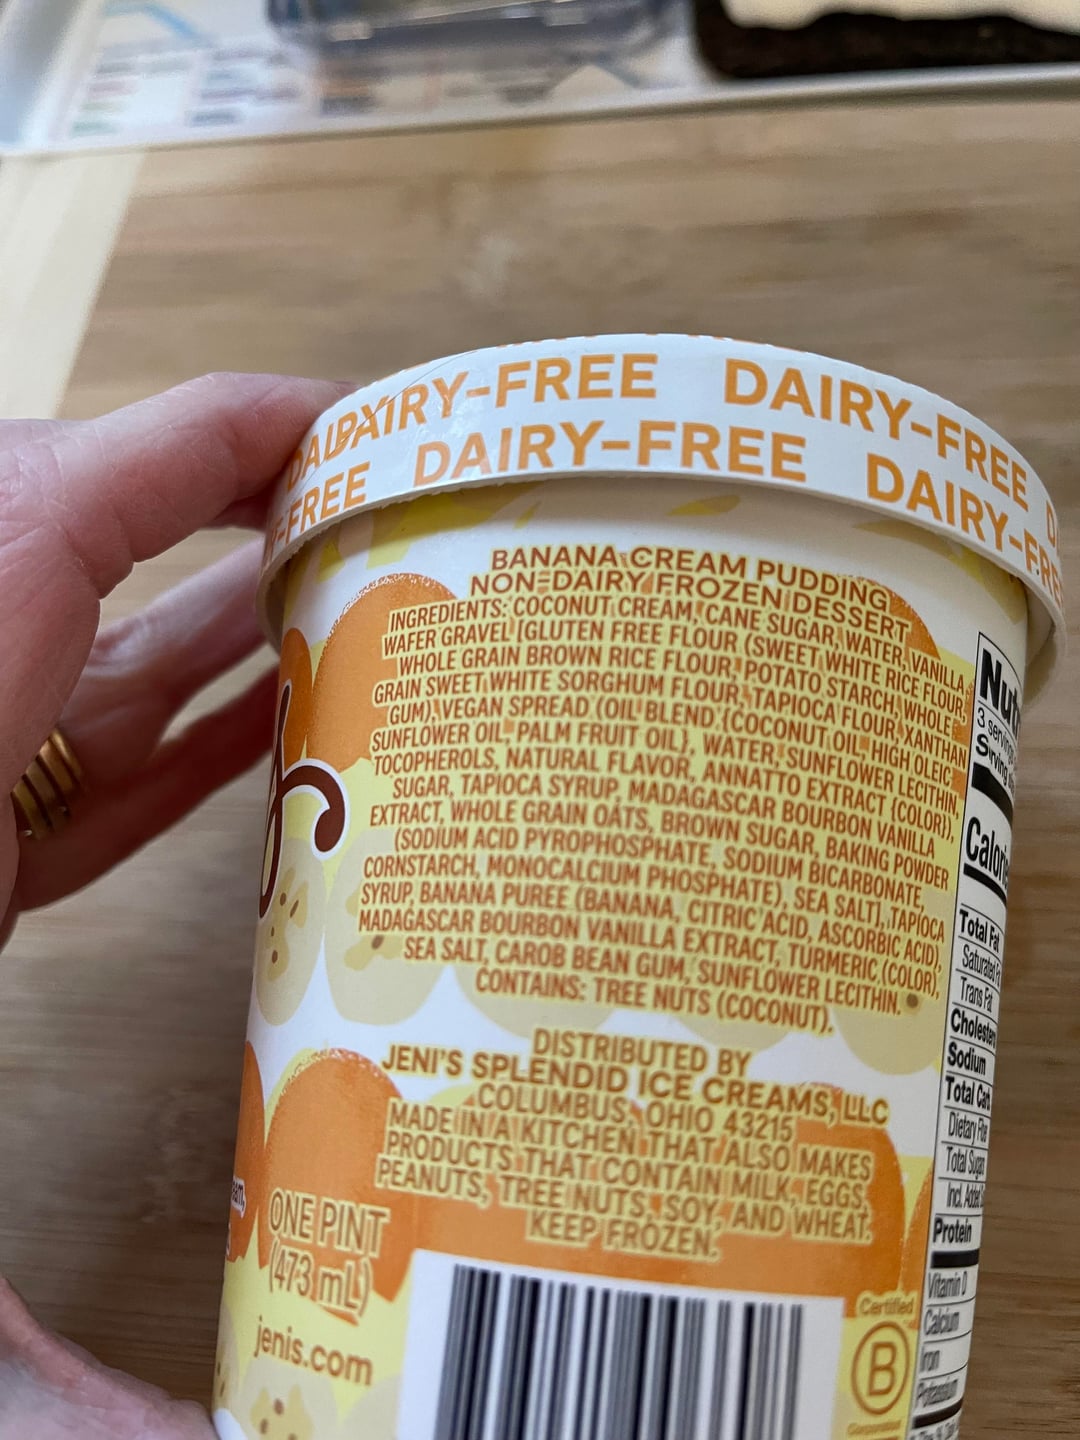 DAIRY-FREE DAIRY-FREE
-FREE DAIRY-FREE DAIRY-FREE
BANANA CREAM PUDDING
NON-DAIRY FROZEN DESSERT
INGREDIENTS: COCONUT CREAM, CANE SUGAR, WATER, VANILLA
WAFER GRAVEL [GLUTEN FREE FLOUR (SWEET WHITE RICE FLOUR,
WHOLE GRAIN BROWN RICE FLOUR, POTATO STARCH, WHOLE
GRAIN SWEET WHITE SORGHUM FLOUR, TAPIOCA FLOUR, XANTHAN
GUM), VEGAN SPREAD (OIL BLEND {COCONUT OIL, HIGH OLEIC
SUNFLOWER OIL, PALM FRUIT OIL}, WATER, SUNFLOWER LECITHIN,
TOCOPHEROLS, NATURAL FLAVOR, ANNATTO EXTRACT {COLOR}),
SUGAR, TAPIOCA SYRUP, MADAGASCAR BOURBON VANILLA
EXTRACT, WHOLE GRAIN OATS, BROWN SUGAR, BAKING POWDER
(SODIUM ACID PYROPHOSPHATE, SODIUM BICARBONATE,
CORNSTARCH, MONOCALCIUM PHOSPHATE), SEA SALT], TAPIOCA
SYRUP, BANANA PUREE (BANANA, CITRIC ACID, ASCORBIC ACID),
MADAGASCAR BOURBON VANILLA EXTRACT, TURMERIC (COLOR),
SEA SALT, CAROB BEAN GUM, SUNFLOWER LECITHIN.
CONTAINS: TREE NUTS (COCONUT).
DISTRIBUTED BY
JENI'S SPLENDID ICE CREAMS, LLC
COLUMBUS, OHIO 43215
MADE IN A KITCHEN THAT ALSO MAKES
PRODUCTS THAT CONTAIN MILK, EGGS,
PEANUTS, TREE NUTS, SOY, AND WHEAT.
KEEP FROZEN.
ONE PINT
(473 mL)
jenis.com
Certified
B
Corporation
Total Fat
Saturated
Trans Fat
Sodium
Protein
Vitamin D
Calcium
Iron
Potassium